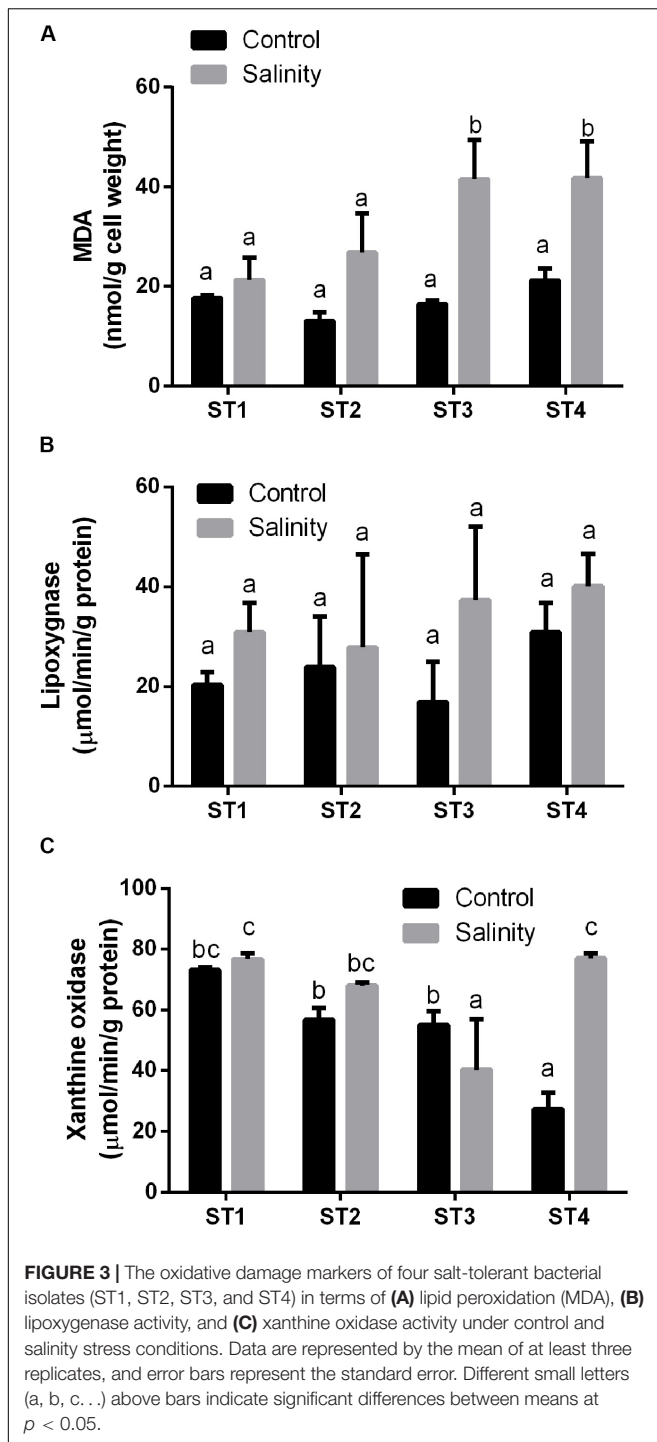 A
Control
Salinity
MDA
(nmol/g cell weight)
60
40
20
0
a a a a a b a b
ST1 ST2 ST3 ST4
B
Control
Salinity
Lipoxygnase
(μmol/min/g protein)
60
40
20
0
a a a a a a a a
ST1 ST2 ST3 ST4
C
Control
Salinity
Xanthine oxidase
(μmol/min/g protein)
100
80
60
40
20
0
bc c b bc b a a c
ST1 ST2 ST3 ST4
FIGURE 3 | The oxidative damage markers of four salt-tolerant bacterial
isolates (ST1, ST2, ST3, and ST4) in terms of (A) lipid peroxidation (MDA), (B)
lipoxygenase activity, and (C) xanthine oxidase activity under control and
salinity stress conditions. Data are represented by the mean of at least three
replicates, and error bars represent the standard error. Different small letters
(a, b, c. . .) above bars indicate significant differences between means at
p < 0.05.